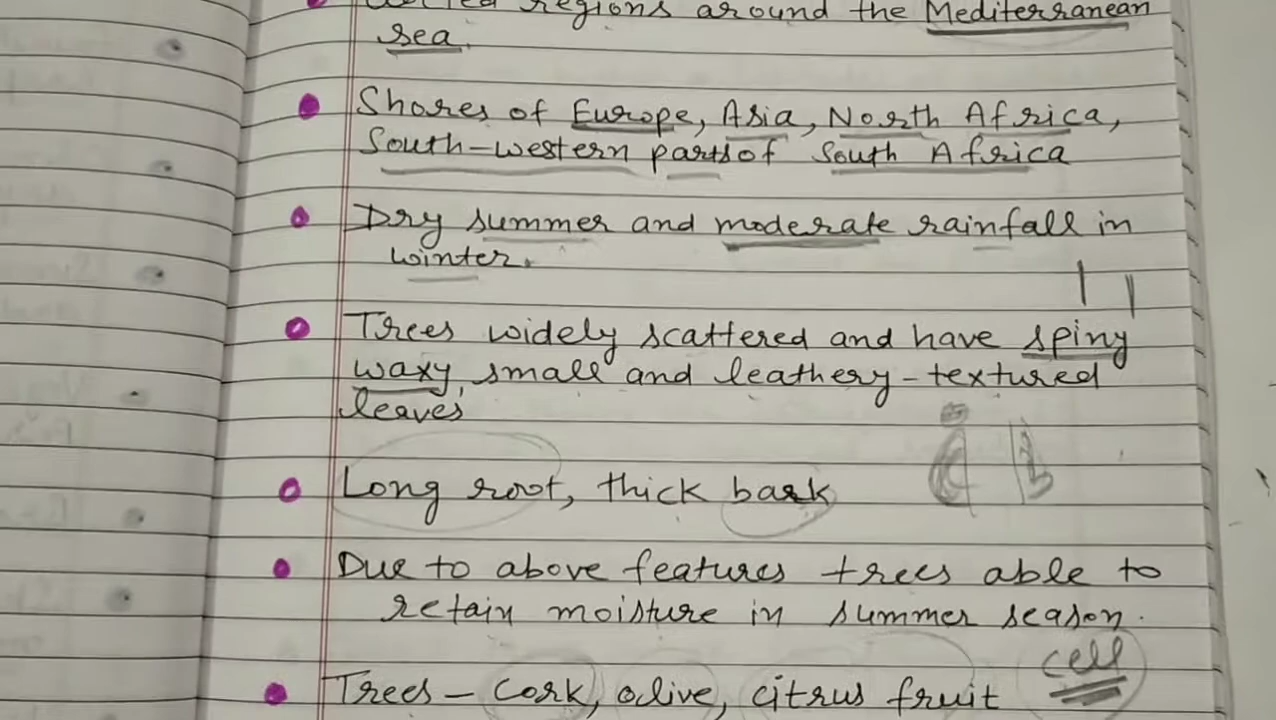 regions around the Mediterranean
sea.
Shores of Europe, Asia, North Africa,
South-western parts of South Africa
Dry summer and moderate rainfall in
winter.
Trees widely scattered and have spiny
waxy, small and leathery-textured
leaves
Long root, thick bark
Due to above features trees able to
retain moisture in summer season.
cell
Trees - cork, olive, citrus fruit